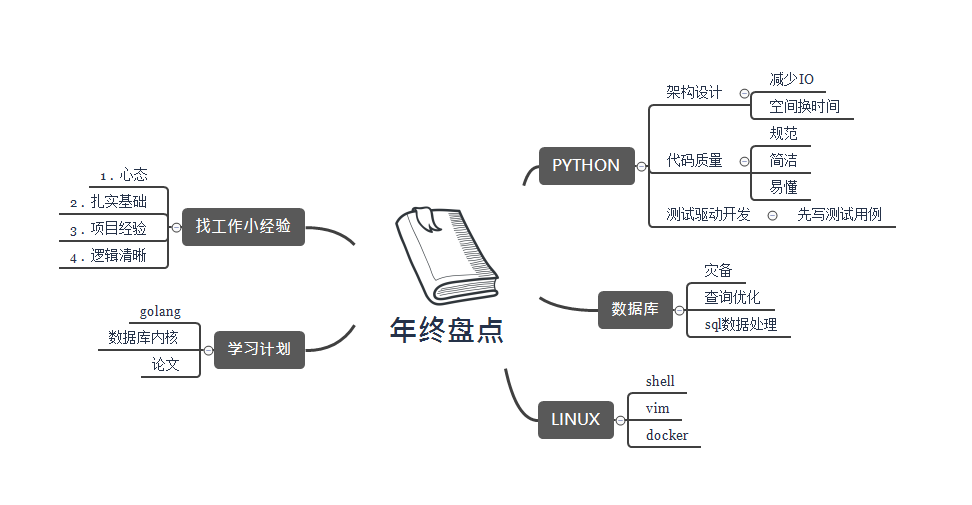 年终盘点
PYTHON
架构设计
减少IO
空间换时间
代码质量
规范
简洁
易懂
测试驱动开发
先写测试用例
数据库
灾备
查询优化
sql数据处理
LINUX
shell
vim
docker
找工作小经验
1. 心态
2. 扎实基础
3. 项目经验
4. 逻辑清晰
学习计划
golang
数据库内核
论文